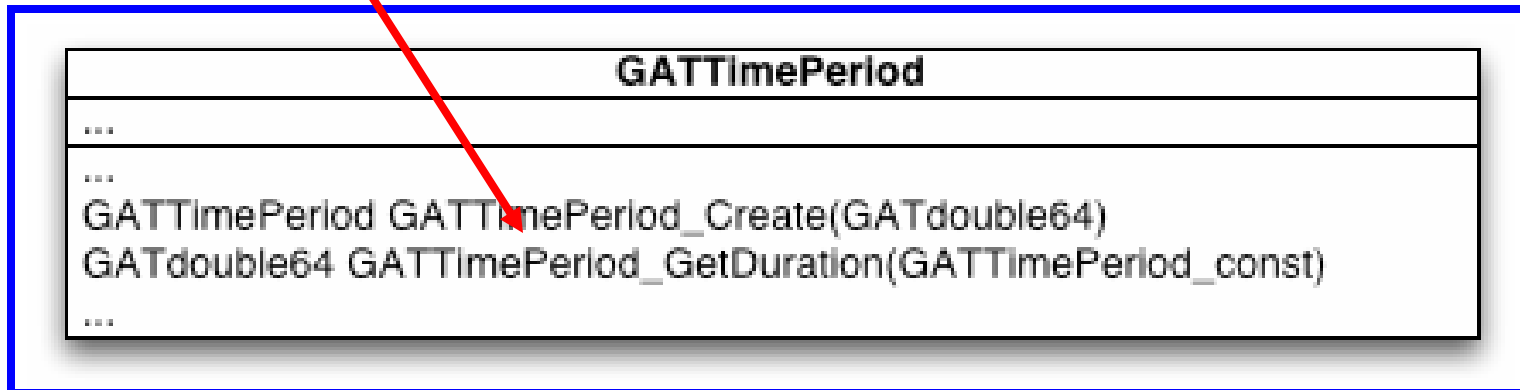 GATTimePeriod
...
...
GATTimePeriod GATTimePeriod_Create(GATdouble64)
GATdouble64 GATTimePeriod_GetDuration(GATTimePeriod_const)
...